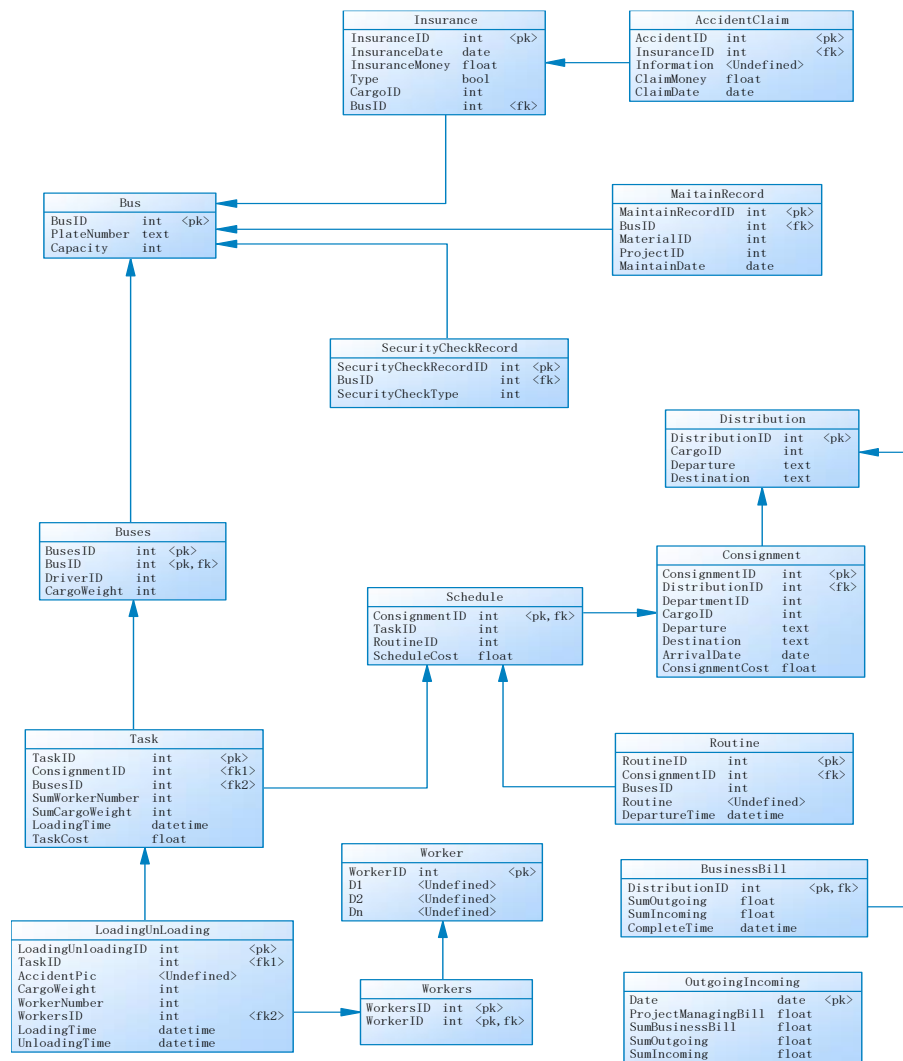 Insurance
InsuranceID int <pk>
InsuranceDate date
InsuranceMoney float
Type bool
CargoID int
BusID int <fk>
AccidentClaim
AccidentID int <pk>
InsuranceID int <fk>
Information <Undefined>
ClaimMoney float
ClaimDate date
Bus
BusID int <pk>
PlateNumber text
Capacity int
MaitainRecord
MaintainRecordID int <pk>
BusID int <fk>
MaterialID int
ProjectID int
MaintainDate date
SecurityCheckRecord
SecurityCheckRecordID int <pk>
BusID int <fk>
SecurityCheckType int
Distribution
DistributionID int <pk>
CargoID int
Departure text
Destination text
Buses
BusesID int <pk>
BusID int <pk,fk>
DriverID int
CargoWeight int
Consignment
ConsignmentID int <pk>
DistributionID int <fk>
DepartmentID int
CargoID int
Departure text
Destination text
ArrivalDate date
ConsignmentCost float
Schedule
ConsignmentID int <pk,fk>
TaskID int
RoutineID int
ScheduleCost float
Task
TaskID int <pk>
ConsignmentID int <fk1>
BusesID int <fk2>
SumWorkerNumber int
SumCargoWeight int
LoadingTime datetime
TaskCost float
Routine
RoutineID int <pk>
ConsignmentID int <fk>
BusesID int
Routine <Undefined>
DepartureTime datetime
Worker
WorkerID int <pk>
D1 <Undefined>
D2 <Undefined>
Dn <Undefined>
BusinessBill
DistributionID int <pk,fk>
SumOutgoing float
SumIncoming float
CompleteTime datetime
LoadingUnLoading
LoadingUnloadingID int <pk>
TaskID int <fk1>
AccidentPic <Undefined>
CargoWeight int
WorkerNumber int
WorkersID int <fk2>
LoadingTime datetime
UnloadingTime datetime
Workers
WorkersID int <pk>
WorkerID int <pk,fk>
OutgoingIncoming
Date date <pk>
ProjectManagingBill float
SumBusinessBill float
SumOutgoing float
SumIncoming float